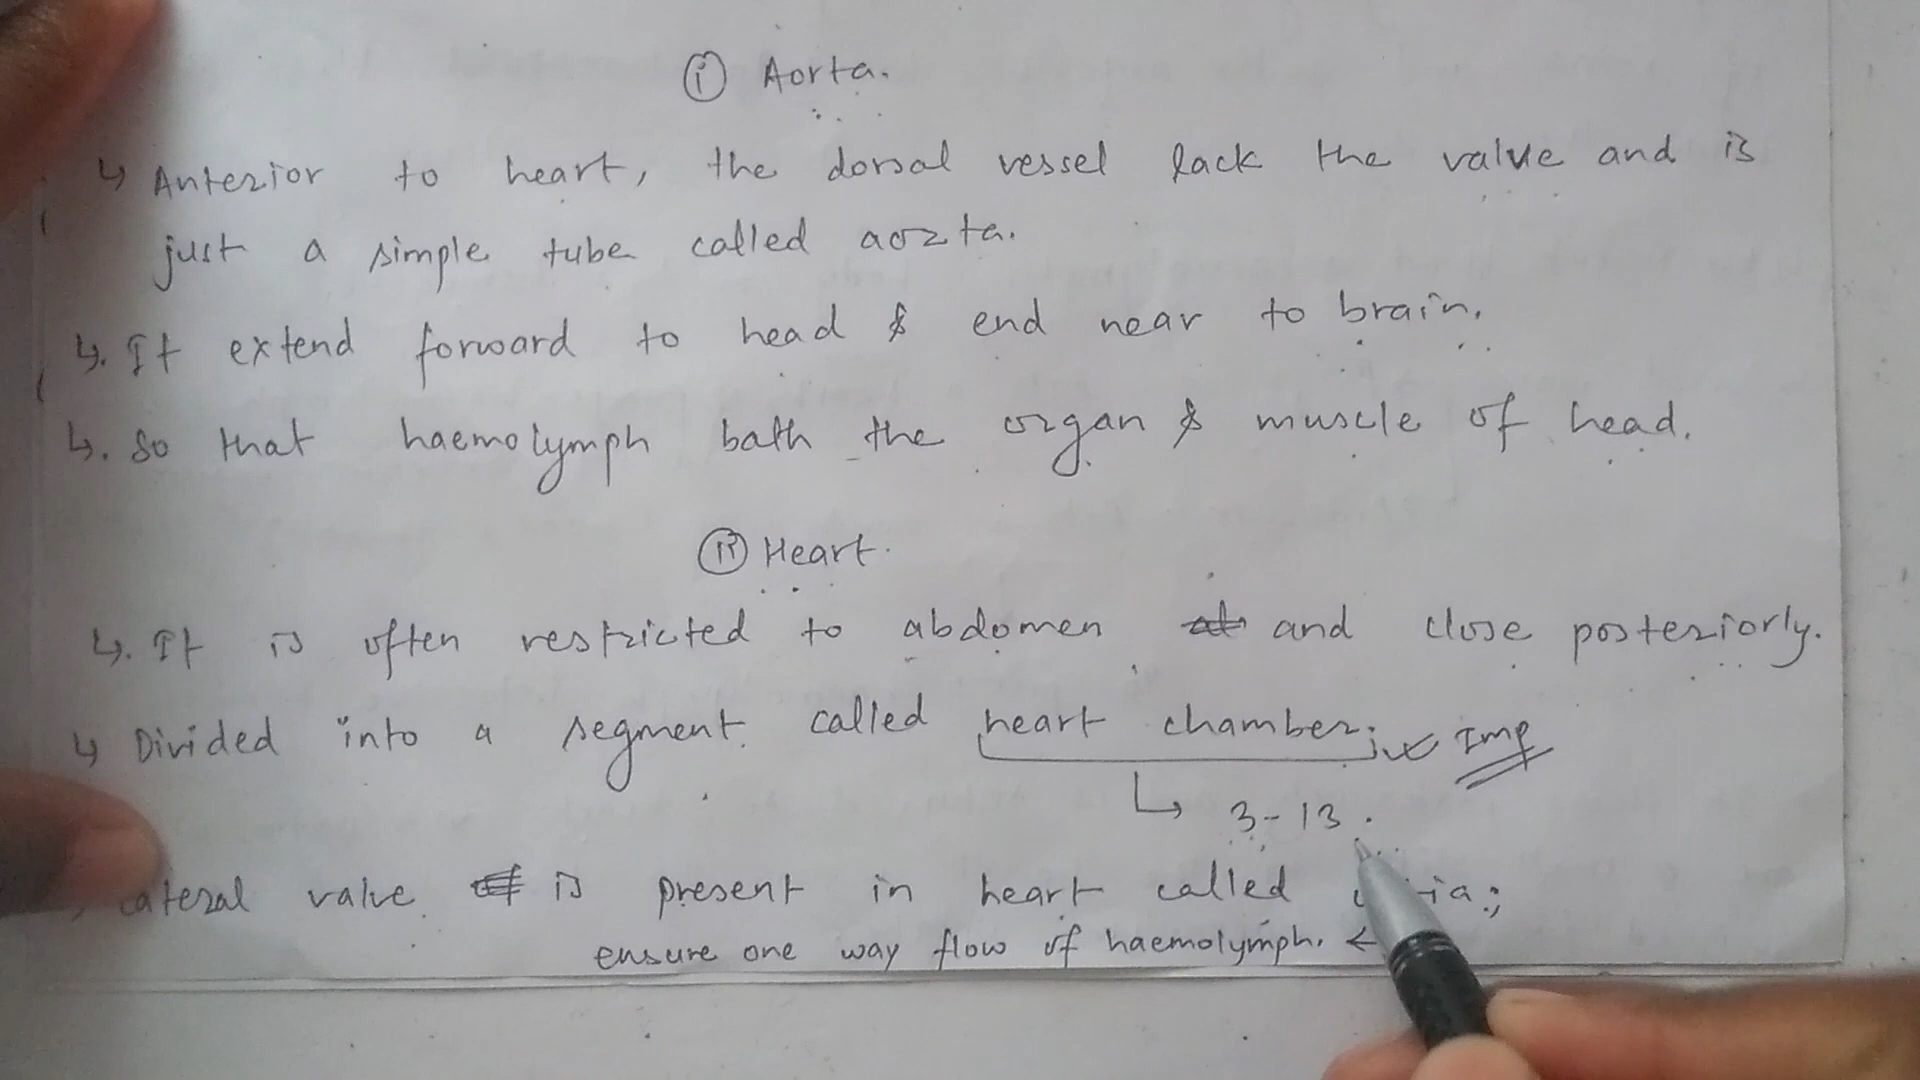 ① Aorta.
↳ Anterior to heart, the dorsal vessel lack the valve and is
just a simple tube called aorta.
↳. It extend forward to head & end near to brain.
↳. So that haemolymph bath the organ & muscle of head.
② Heart.
↳. It is often restricted to abdomen and close posteriorly.
↳ Divided into a segment called heart chamber; Imp
↳ 3-13.
valve is present in heart called
ensure one way flow of haemolymph. ←